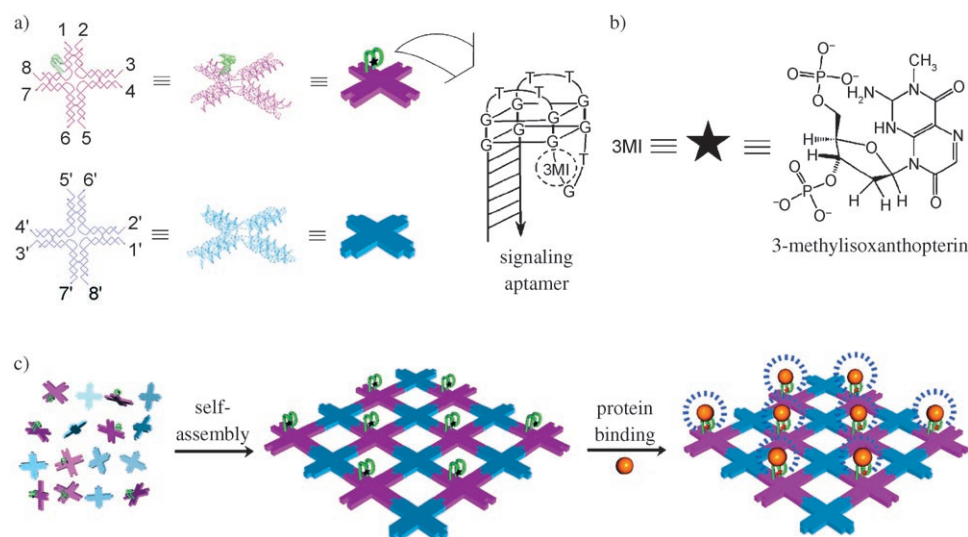 a)
1 2
8
3
7
4
6 5
≡
≡
T
T
T
T
G
G
G
G
G
G
G
G
T
3MI
G
signaling
aptamer
5' 6'
4'
2'
3'
1'
7' 8'
≡
≡
b)
3MI ≡ ★ ≡
O⁻
⁻O
P
O
O⁻
O
CH₃
H₂N
N
O
HN
N
N
N
O
H
O
H
O
O
P
⁻O
O⁻
H H
H
3-methylisoxanthopterin
c)
self-
assembly
protein
binding